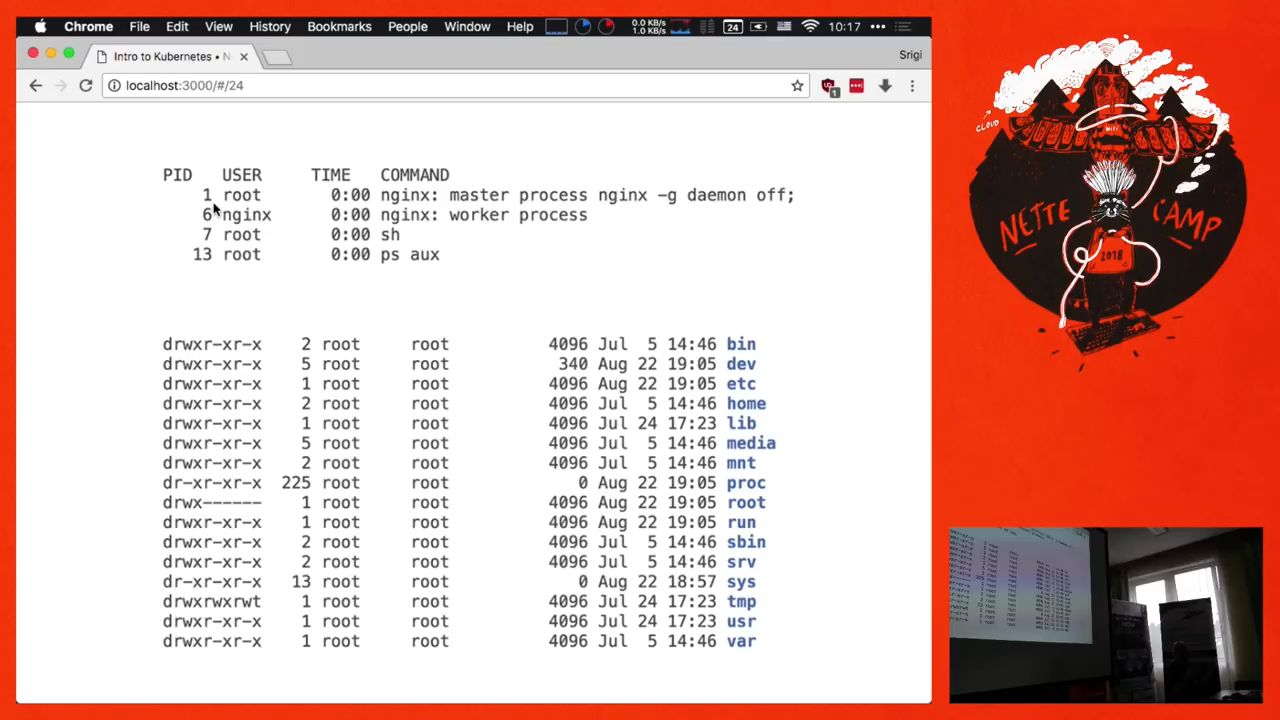 Chrome File Edit View History Bookmarks People Window Help 0.0 KB/s 1.0 KB/s 24 10:17
Intro to Kubernetes • N
Srigi
localhost:3000/#/24
1
PID USER TIME COMMAND
1 root 0:00 nginx: master process nginx -g daemon off;
6 nginx 0:00 nginx: worker process
7 root 0:00 sh
13 root 0:00 ps aux
drwxr-xr-x 2 root root 4096 Jul 5 14:46 bin
drwxr-xr-x 5 root root 340 Aug 22 19:05 dev
drwxr-xr-x 1 root root 4096 Aug 22 19:05 etc
drwxr-xr-x 2 root root 4096 Jul 5 14:46 home
drwxr-xr-x 1 root root 4096 Jul 24 17:23 lib
drwxr-xr-x 5 root root 4096 Jul 5 14:46 media
drwxr-xr-x 2 root root 4096 Jul 5 14:46 mnt
dr-xr-xr-x 225 root root 0 Aug 22 19:05 proc
drwx------ 1 root root 4096 Aug 22 19:05 root
drwxr-xr-x 1 root root 4096 Aug 22 19:05 run
drwxr-xr-x 2 root root 4096 Jul 5 14:46 sbin
drwxr-xr-x 2 root root 4096 Jul 5 14:46 srv
dr-xr-xr-x 13 root root 0 Aug 22 18:57 sys
drwxrwxrwt 1 root root 4096 Jul 24 17:23 tmp
drwxr-xr-x 1 root root 4096 Jul 24 17:23 usr
drwxr-xr-x 1 root root 4096 Jul 5 14:46 var
CLOUD
WiFi
NETTE CAMP
2018